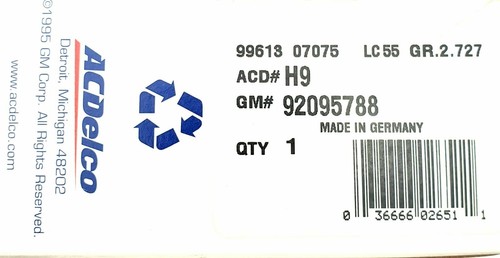 ACDelco
Detroit, Michigan 48202
©1995 GM Corp. All Rights Reserved.
www.acdelco.com
99613 07075 LC55 GR.2.727
ACD# H9
GM# 92095788
MADE IN GERMANY
QTY 1
0 36666 02651 1